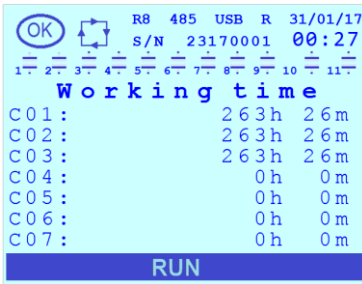 OK R8 485 USB R 31/01/17
S/N 23170001 00:27
1 2 3 4 5 6 7 8 9 10 11
Working time
C01: 263h 26m
C02: 263h 26m
C03: 263h 26m
C04: 0h 0m
C05: 0h 0m
C06: 0h 0m
C07: 0h 0m
RUN